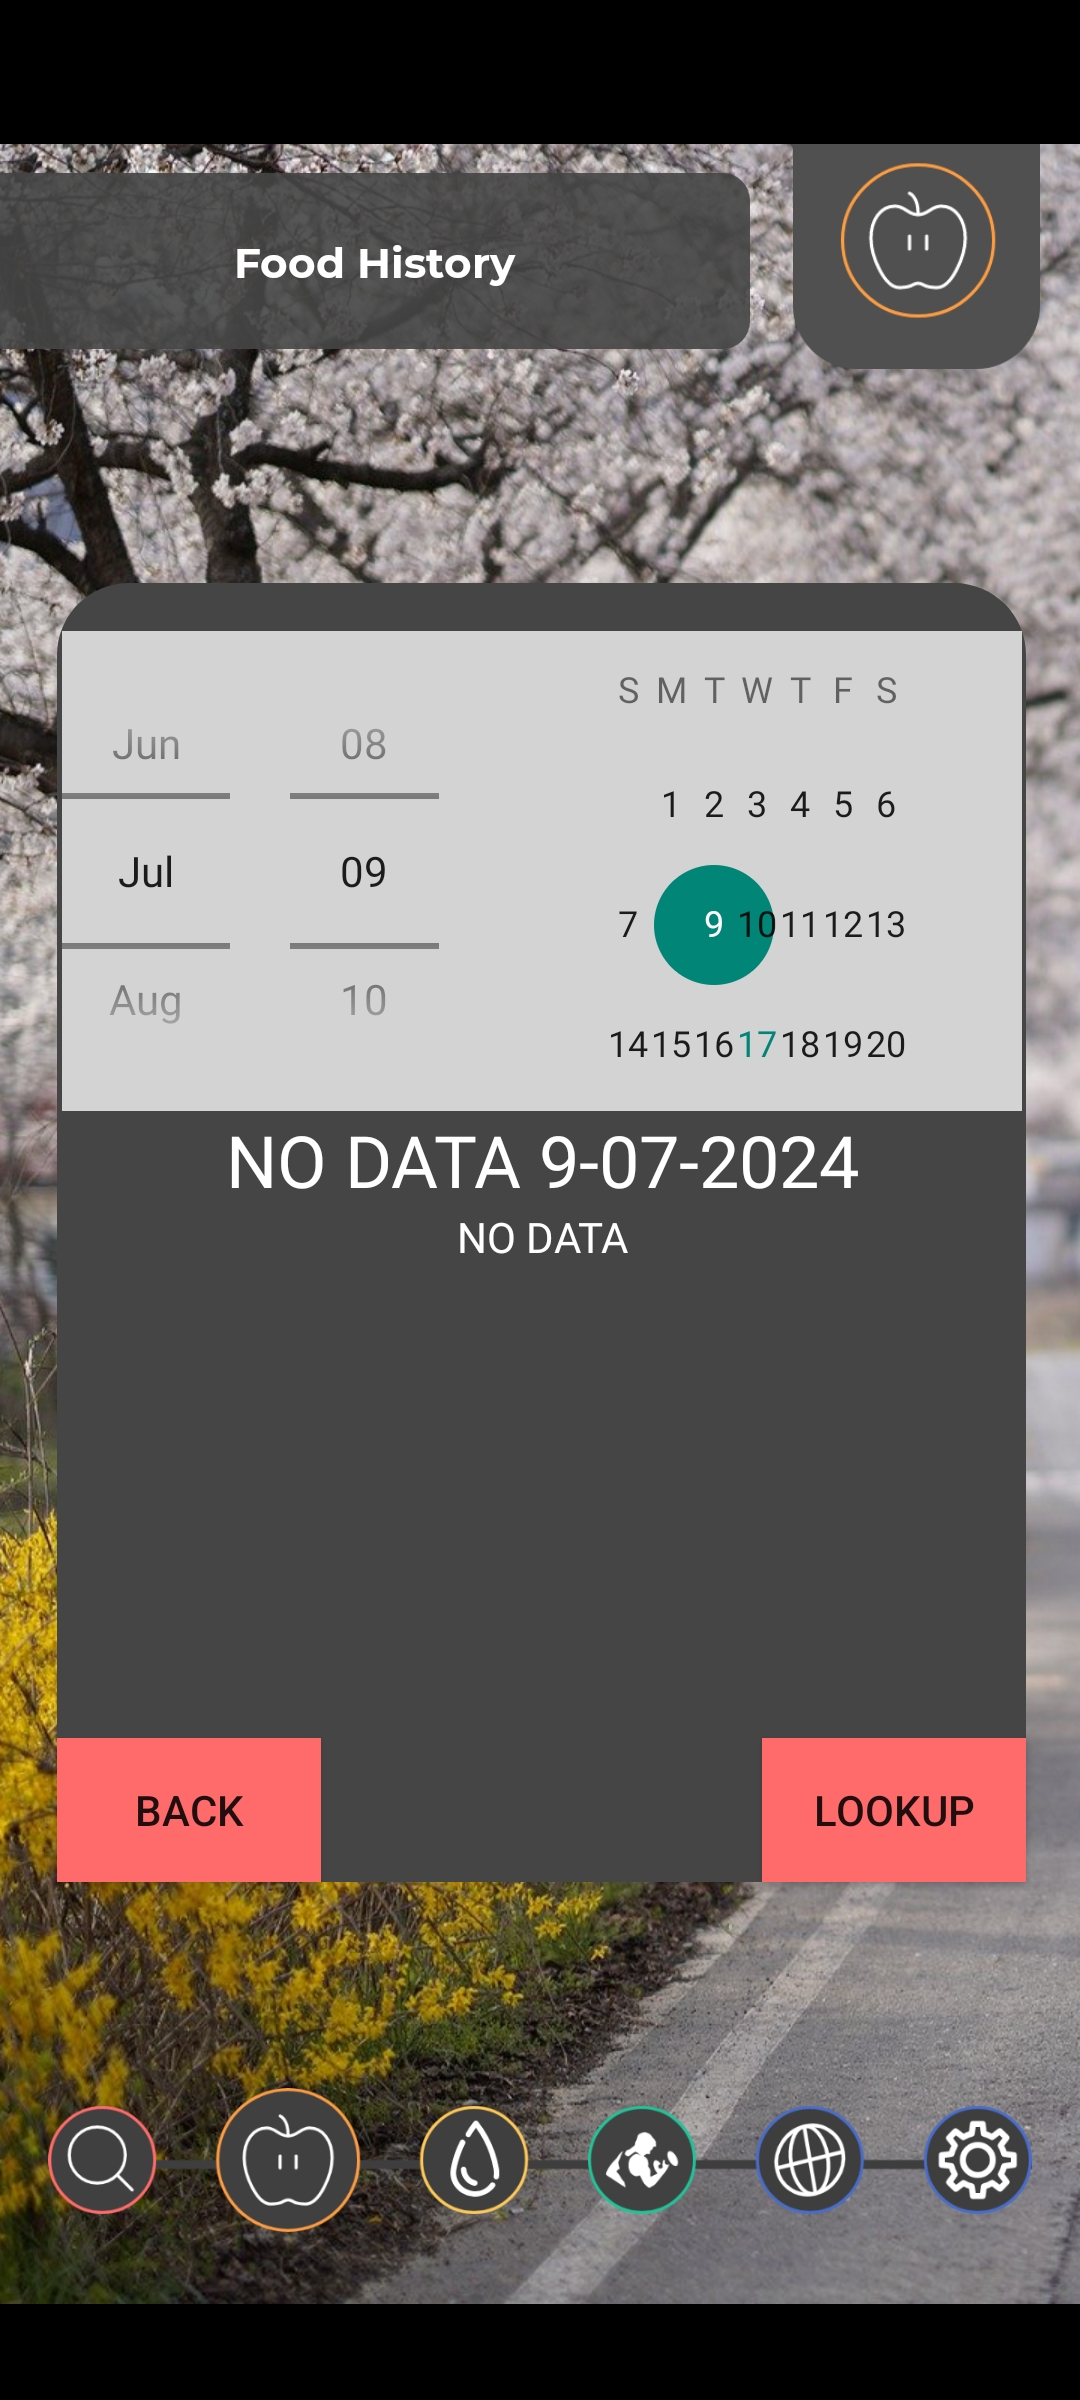 Food History
Jun 08
Jul 09
Aug 10
S M T W T F S
1 2 3 4 5 6
7 9 10 11 12 13
14 15 16 17 18 19 20
NO DATA 9-07-2024
NO DATA
BACK
LOOKUP